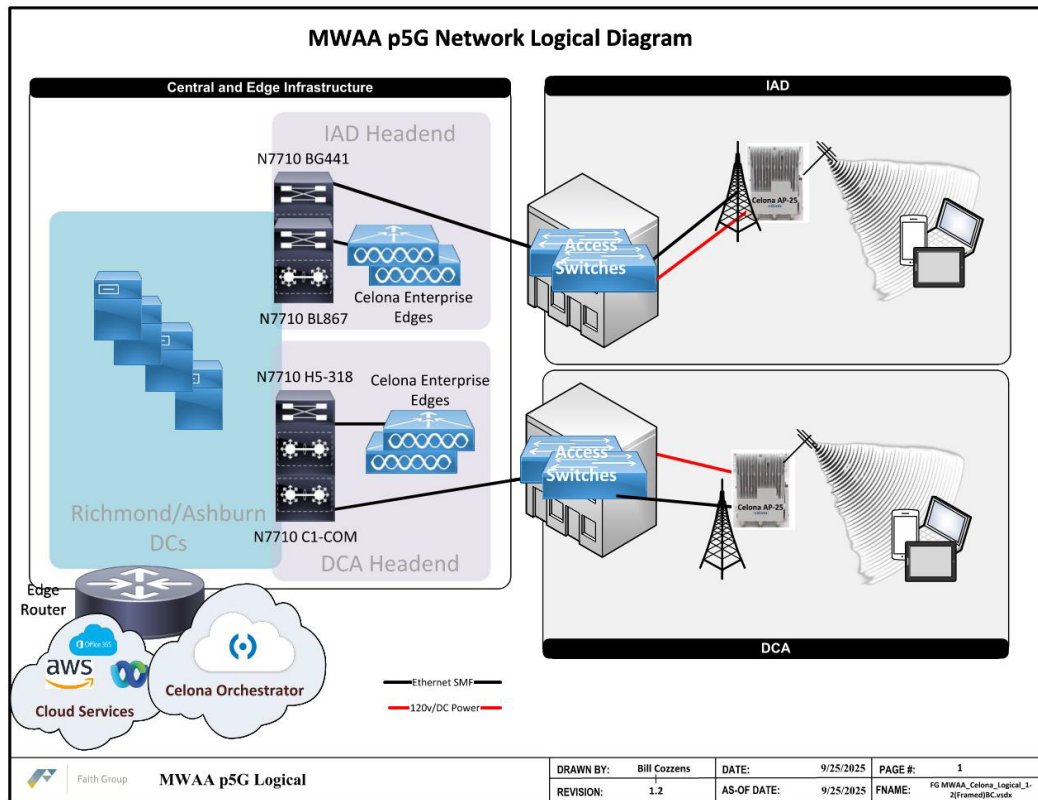 MWAA p5G Network Logical Diagram
Central and Edge Infrastructure
IAD Headend
N7710 BG441
Celona Enterprise
Edges
N7710 BL867
N7710 H5-318
Celona Enterprise
Edges
Richmond/Ashburn
DCs
N7710 C1-COM
DCA Headend
Edge
Router
Office 365
aws
Cloud Services
Celona Orchestrator
IAD
Access
Switches
Celona AP-25
Access
Switches
Celona AP-25
DCA
Ethernet SMF
120v/DC Power
Faith Group
MWAA p5G Logical
DRAWN BY: Bill Cozzens DATE: 9/25/2025 PAGE #: 1
REVISION: 1.2 AS-OF DATE: 9/25/2025 FNAME: FG MWAA_Celona_Logical_1-
2(Framed)BC.vsdx